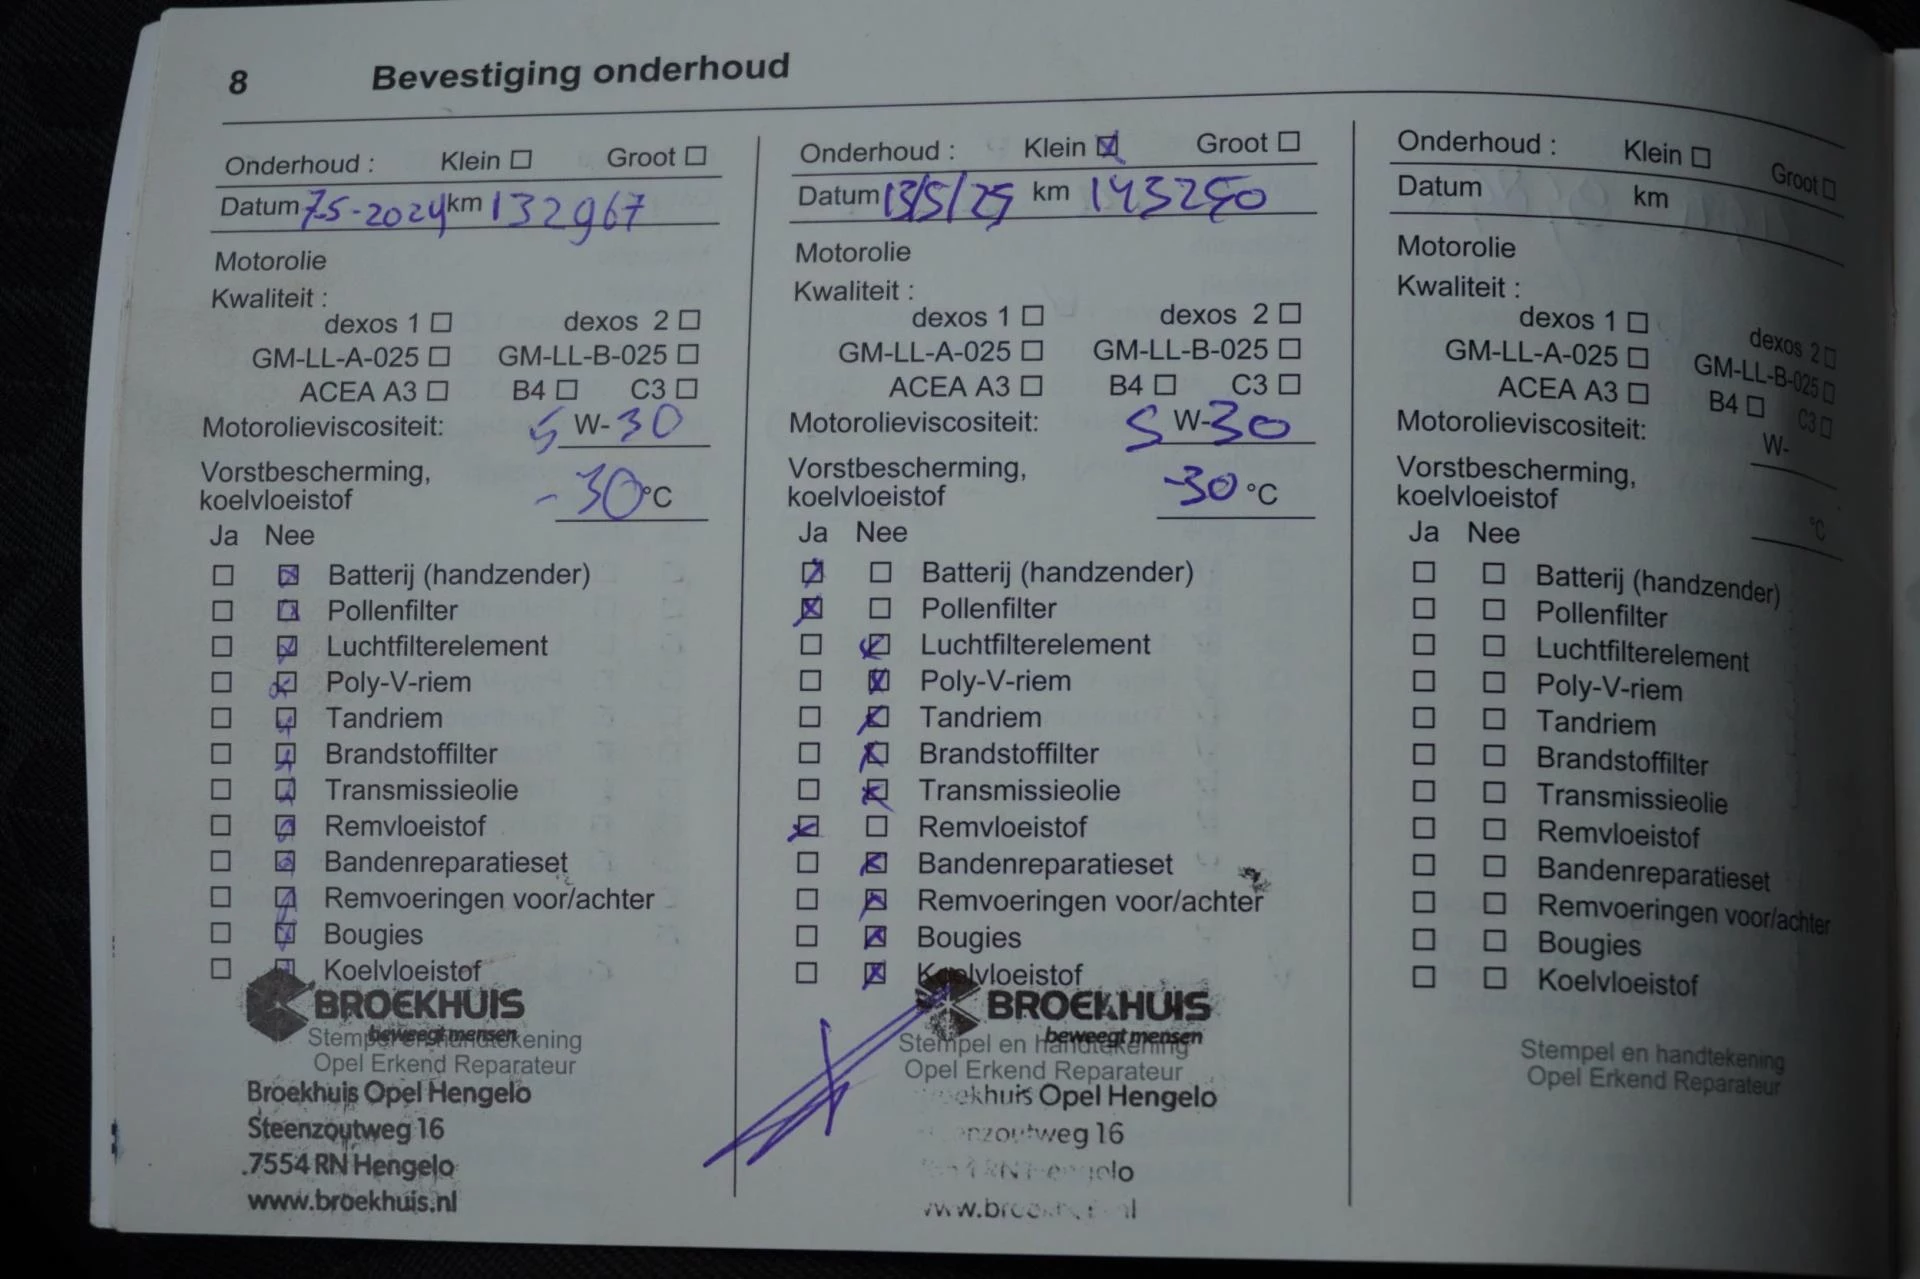 8 Bevestiging onderhoud
Onderhoud : Klein ☐ Groot ☐
Datum 7-5-2024 km 132967
Motorolie
Kwaliteit :
dexos 1 ☐ dexos 2 ☐
GM-LL-A-025 ☐ GM-LL-B-025 ☐
ACEA A3 ☐ B4 ☐ C3 ☐
Motorolieviscositeit: 5 W-30
Vorstbescherming,
koelvloeistof -30 °C
Ja Nee
☐ ☒ Batterij (handzender)
☐ ☒ Pollenfilter
☐ ☒ Luchtfilterelement
☐ ☒ Poly-V-riem
☐ ☒ Tandriem
☐ ☒ Brandstoffilter
☐ ☒ Transmissieolie
☐ ☒ Remvloeistof
☐ ☒ Bandenreparatieset
☐ ☒ Remvoeringen voor/achter
☐ ☒ Bougies
☐ ☒ Koelvloeistof
BROEKHUIS
beweegt mensen
Stempel en handtekening
Opel Erkend Reparateur
Broekhuis Opel Hengelo
Steenzoutweg 16
7554 RN Hengelo
www.broekhuis.nl
Onderhoud : Klein ☒ Groot ☐
Datum 13/5/25 km 143250
Motorolie
Kwaliteit :
dexos 1 ☐ dexos 2 ☐
GM-LL-A-025 ☐ GM-LL-B-025 ☐
ACEA A3 ☐ B4 ☐ C3 ☐
Motorolieviscositeit: 5 W-30
Vorstbescherming,
koelvloeistof -30 °C
Ja Nee
☒ ☐ Batterij (handzender)
☒ ☐ Pollenfilter
☐ ☒ Luchtfilterelement
☐ ☒ Poly-V-riem
☐ ☒ Tandriem
☐ ☒ Brandstoffilter
☐ ☒ Transmissieolie
☒ ☐ Remvloeistof
☐ ☒ Bandenreparatieset
☐ ☒ Remvoeringen voor/achter
☐ ☒ Bougies
☐ ☒ Koelvloeistof
BROEKHUIS
beweegt mensen
Stempel en handtekening
Opel Erkend Reparateur
Opel Hengelo
16
Onderhoud : Klein ☐ Groot ☐
Datum km
Motorolie
Kwaliteit :
dexos 1 ☐ dexos 2 ☐
GM-LL-A-025 ☐ GM-LL-B-025 ☐
ACEA A3 ☐ B4 ☐ C3 ☐
Motorolieviscositeit: W-
Vorstbescherming,
koelvloeistof °C
Ja Nee
☐ ☐ Batterij (handzender)
☐ ☐ Pollenfilter
☐ ☐ Luchtfilterelement
☐ ☐ Poly-V-riem
☐ ☐ Tandriem
☐ ☐ Brandstoffilter
☐ ☐ Transmissieolie
☐ ☐ Remvloeistof
☐ ☐ Bandenreparatieset
☐ ☐ Remvoeringen voor/achter
☐ ☐ Bougies
☐ ☐ Koelvloeistof
Stempel en handtekening
Opel Erkend Reparateur